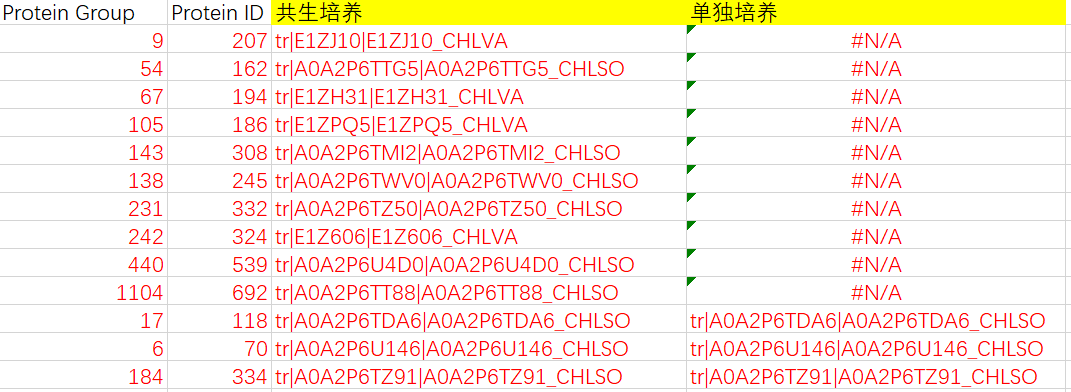 Protein Group Protein ID 共生培养 单独培养
9 207 tr|E1ZJ10|E1ZJ10_CHLVA #N/A
54 162 tr|A0A2P6TTG5|A0A2P6TTG5_CHLSO #N/A
67 194 tr|E1ZH31|E1ZH31_CHLVA #N/A
105 186 tr|E1ZPQ5|E1ZPQ5_CHLVA #N/A
143 308 tr|A0A2P6TMI2|A0A2P6TMI2_CHLSO #N/A
138 245 tr|A0A2P6TWV0|A0A2P6TWV0_CHLSO #N/A
231 332 tr|A0A2P6TZ50|A0A2P6TZ50_CHLSO #N/A
242 324 tr|E1Z606|E1Z606_CHLVA #N/A
440 539 tr|A0A2P6U4D0|A0A2P6U4D0_CHLSO #N/A
1104 692 tr|A0A2P6TT88|A0A2P6TT88_CHLSO #N/A
17 118 tr|A0A2P6TDA6|A0A2P6TDA6_CHLSO tr|A0A2P6TDA6|A0A2P6TDA6_CHLSO
6 70 tr|A0A2P6U146|A0A2P6U146_CHLSO tr|A0A2P6U146|A0A2P6U146_CHLSO
184 334 tr|A0A2P6TZ91|A0A2P6TZ91_CHLSO tr|A0A2P6TZ91|A0A2P6TZ91_CHLSO